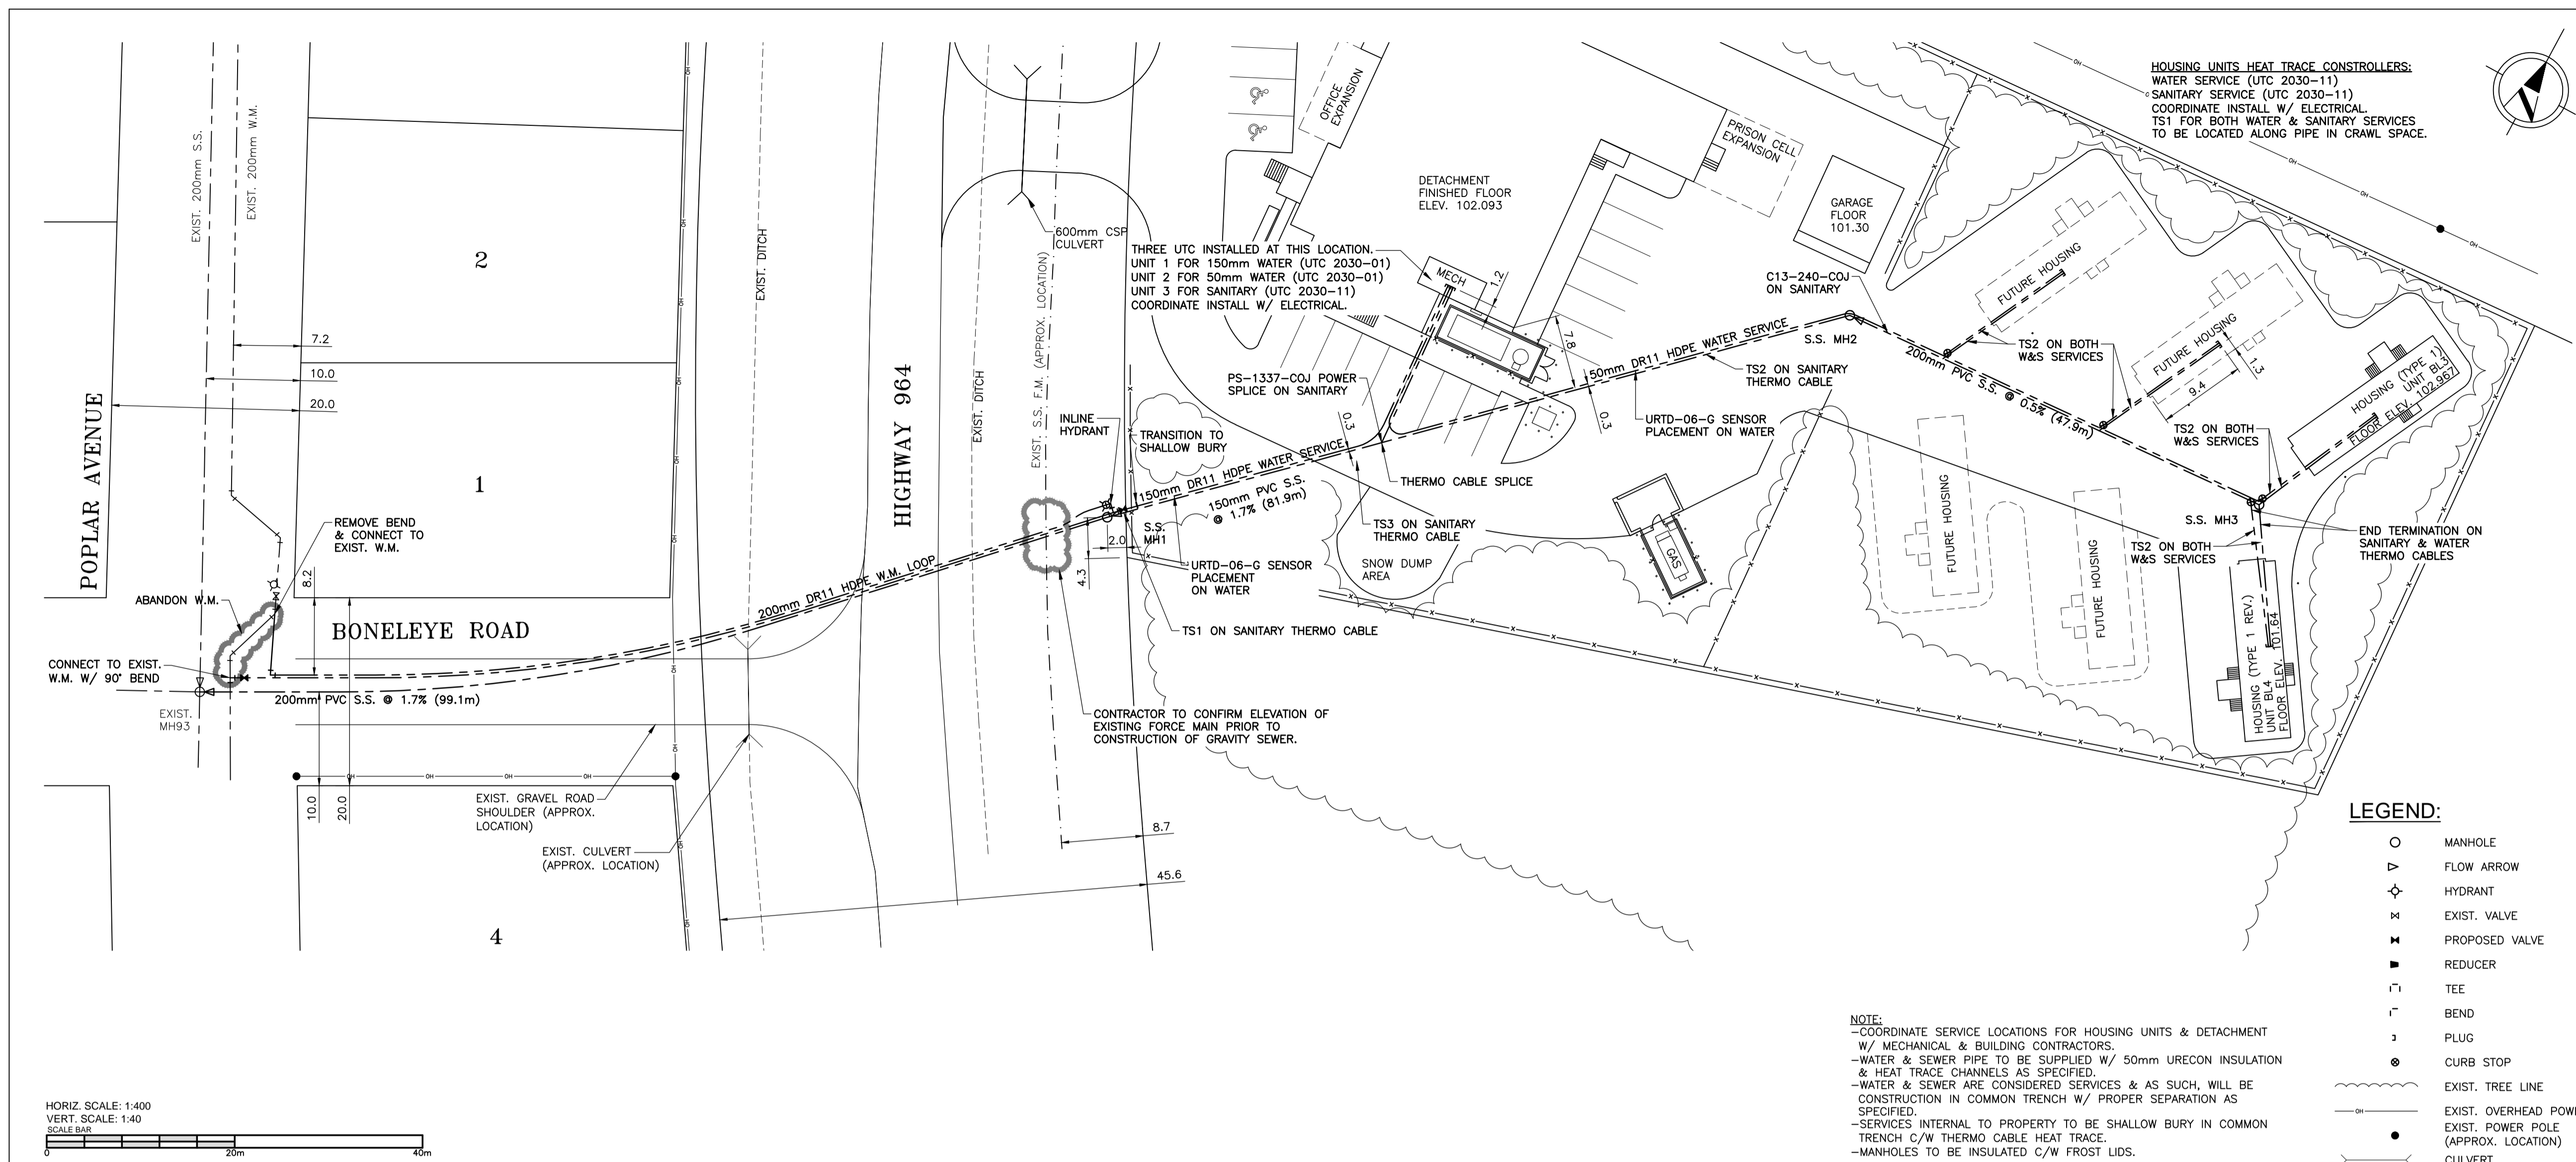 EXIST. 200mm S.S.
EXIST. 200mm W.M.
POPLAR AVENUE
2
1
4
7.2
10.0
20.0
REMOVE BEND
& CONNECT TO
EXIST. W.M.
8.2
ABANDON W.M.
BONELEYE ROAD
CONNECT TO EXIST.
W.M. W/ 90° BEND
EXIST.
MH93
200mm PVC S.S. @ 1.7% (99.1m)
10.0
20.0
OH
OH
OH
OH
EXIST. GRAVEL ROAD
SHOULDER (APPROX.
LOCATION)
EXIST. CULVERT
(APPROX. LOCATION)
EXIST. DITCH
HIGHWAY 964
EXIST. DITCH
EXIST. S.S. F.M. (APPROX. LOCATION)
200mm DR11 HDPE W.M. LOOP
600mm CSP
CULVERT
INLINE
HYDRANT
TRANSITION TO
SHALLOW BURY
S.S.
MH1
2.0
4.3
8.7
45.6
150mm DR11 HDPE WATER SERVICE
150mm PVC S.S.
@ 1.7% (81.9m)
URTD-06-G SENSOR
PLACEMENT
ON WATER
TS1 ON SANITARY THERMO CABLE
CONTRACTOR TO CONFIRM ELEVATION OF
EXISTING FORCE MAIN PRIOR TO
CONSTRUCTION OF GRAVITY SEWER.
OFFICE
EXPANSION
DETACHMENT
FINISHED FLOOR
ELEV. 102.093
THREE UTC INSTALLED AT THIS LOCATION.
UNIT 1 FOR 150mm WATER (UTC 2030-01)
UNIT 2 FOR 50mm WATER (UTC 2030-01)
UNIT 3 FOR SANITARY (UTC 2030-11)
COORDINATE INSTALL W/ ELECTRICAL.
MECH
1.2
7.8
0.3
0.3
PS-1337-COJ POWER
SPLICE ON SANITARY
THERMO CABLE SPLICE
TS3 ON SANITARY
THERMO CABLE
SNOW DUMP
AREA
GAS
50mm DR11 HDPE WATER SERVICE
TS2 ON SANITARY
THERMO CABLE
URTD-06-G SENSOR
PLACEMENT ON WATER
PRISON CELL
EXPANSION
GARAGE
FLOOR
101.30
C13-240-COJ
ON SANITARY
S.S. MH2
200mm PVC S.S. @ 0.5% (47.9m)
FUTURE HOUSING
TS2 ON BOTH
W&S SERVICES
FUTURE HOUSING
1.3
9.4
TS2 ON BOTH
W&S SERVICES
HOUSING (TYPE 1)
UNIT BL3
FLOOR ELEV. 102.967
S.S. MH3
END TERMINATION ON
SANITARY & WATER
THERMO CABLES
TS2 ON BOTH
W&S SERVICES
FUTURE HOUSING
FUTURE HOUSING
HOUSING (TYPE 1 REV.)
UNIT BL4
FLOOR ELEV. 101.64
HOUSING UNITS HEAT TRACE CONSTROLLERS:
WATER SERVICE (UTC 2030-11)
SANITARY SERVICE (UTC 2030-11)
COORDINATE INSTALL W/ ELECTRICAL.
TS1 FOR BOTH WATER & SANITARY SERVICES
TO BE LOCATED ALONG PIPE IN CRAWL SPACE.
N
LEGEND:
MANHOLE
FLOW ARROW
HYDRANT
EXIST. VALVE
PROPOSED VALVE
REDUCER
TEE
BEND
PLUG
CURB STOP
EXIST. TREE LINE
OH EXIST. OVERHEAD POW
EXIST. POWER POLE
(APPROX. LOCATION)
CULVERT
NOTE:
-COORDINATE SERVICE LOCATIONS FOR HOUSING UNITS & DETACHMENT
W/ MECHANICAL & BUILDING CONTRACTORS.
-WATER & SEWER PIPE TO BE SUPPLIED W/ 50mm URECON INSULATION
& HEAT TRACE CHANNELS AS SPECIFIED.
-WATER & SEWER ARE CONSIDERED SERVICES & AS SUCH, WILL BE
CONSTRUCTION IN COMMON TRENCH W/ PROPER SEPARATION AS
SPECIFIED.
-SERVICES INTERNAL TO PROPERTY TO BE SHALLOW BURY IN COMMON
TRENCH C/W THERMO CABLE HEAT TRACE.
-MANHOLES TO BE INSULATED C/W FROST LIDS.
HORIZ. SCALE: 1:400
VERT. SCALE: 1:40
SCALE BAR
0 20m 40m